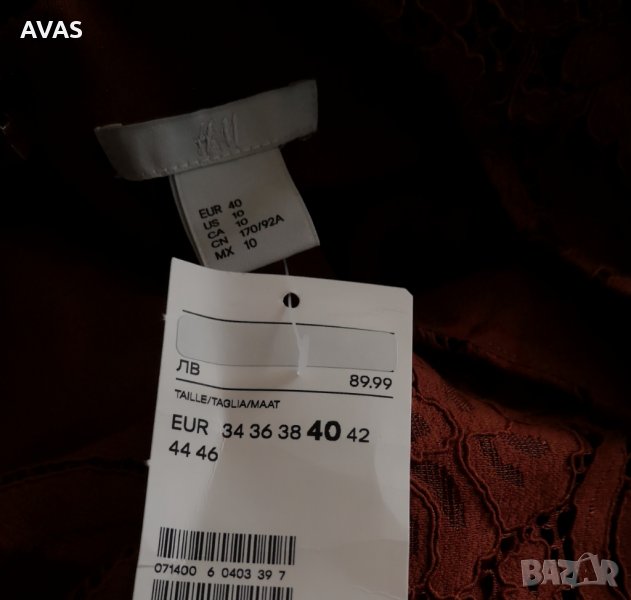 AVAS
H&M
EUR 40
US 10
CA 10
CN 170/92A
MX 10
ЛВ 89.99
TAILLE/TAGLIA/MAAT
EUR 34 36 38 40 42
44 46
071400 6 0403 39 7
BAZAR